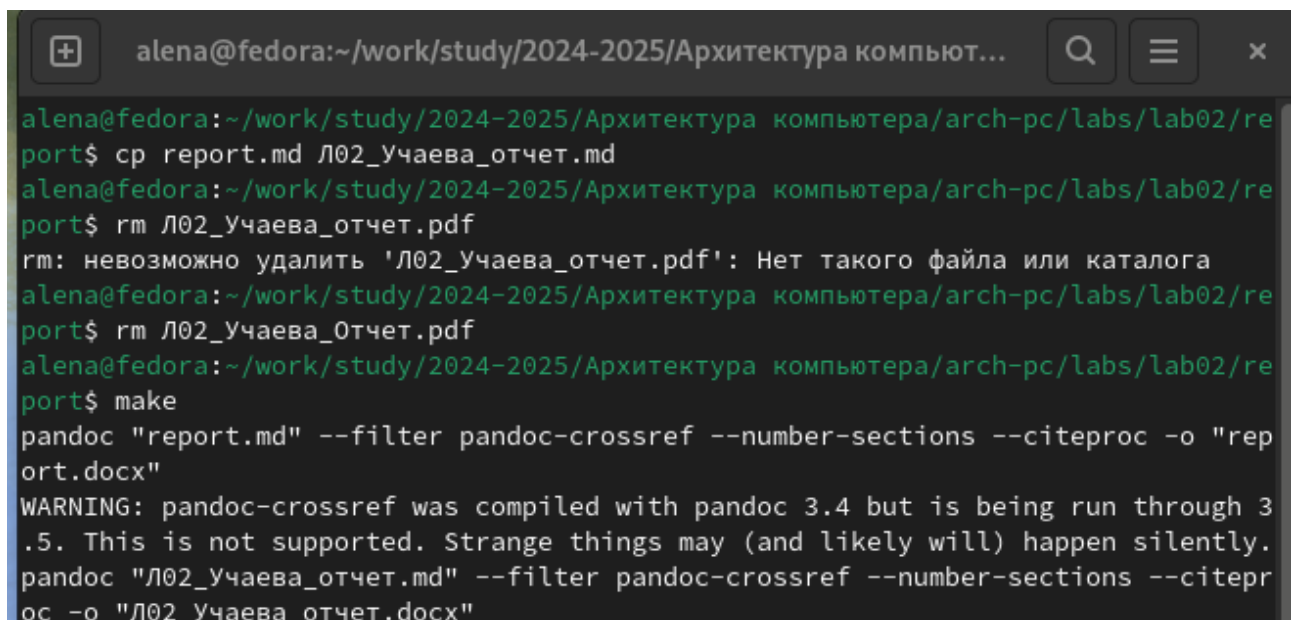 alena@fedora:~/work/study/2024-2025/Архитектура компьют...
alena@fedora:~/work/study/2024-2025/Архитектура компьютера/arch-pc/labs/lab02/re
port$ cp report.md Л02_Учаева_отчет.md
alena@fedora:~/work/study/2024-2025/Архитектура компьютера/arch-pc/labs/lab02/re
port$ rm Л02_Учаева_отчет.pdf
rm: невозможно удалить 'Л02_Учаева_отчет.pdf': Нет такого файла или каталога
alena@fedora:~/work/study/2024-2025/Архитектура компьютера/arch-pc/labs/lab02/re
port$ rm Л02_Учаева_Отчет.pdf
alena@fedora:~/work/study/2024-2025/Архитектура компьютера/arch-pc/labs/lab02/re
port$ make
pandoc "report.md" --filter pandoc-crossref --number-sections --citeproc -o "rep
ort.docx"
WARNING: pandoc-crossref was compiled with pandoc 3.4 but is being run through 3
.5. This is not supported. Strange things may (and likely will) happen silently.
pandoc "Л02_Учаева_отчет.md" --filter pandoc-crossref --number-sections --citepr
oc -o "Л02_Учаева_отчет.docx"